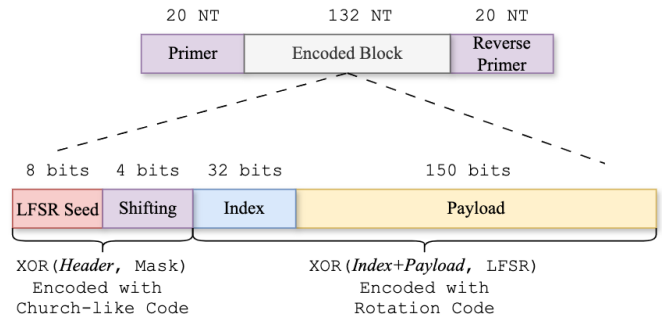 20 NT 132 NT 20 NT
Primer Encoded Block Reverse Primer
8 bits 4 bits 32 bits 150 bits
LFSR Seed Shifting Index Payload
XOR(Header, Mask) XOR(Index+Payload, LFSR)
Encoded with Encoded with
Church-like Code Rotation Code